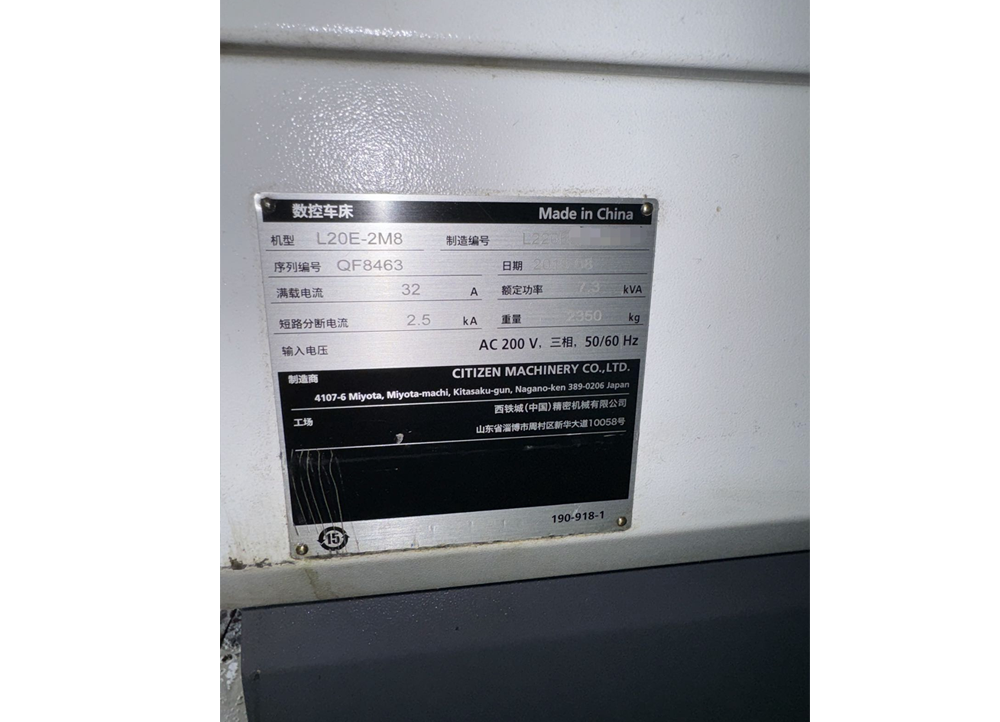 数控车床 Made in China
机型 L20E-2M8 制造编号
序列编号 QF8463 日期
满载电流 32 A 额定功率 7.3 kVA
短路分断电流 2.5 kA 重量 2350 kg
输入电压 AC 200 V, 三相, 50/60 Hz
制造商 CITIZEN MACHINERY CO.,LTD.
4107-6 Miyota, Miyota-machi, Kitasaku-gun, Nagano-ken 389-0206 Japan
工场 西铁城(中国)精密机械有限公司
山东省淄博市周村区新华大道10058号
190-918-1
15